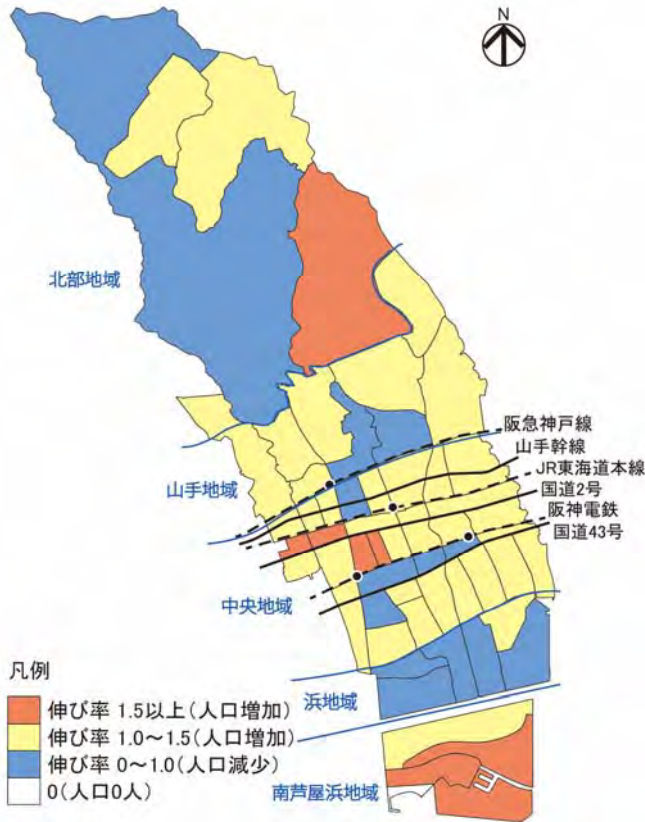 N
北部地域
阪急神戸線
山手幹線
JR東海道本線
国道2号
阪神電鉄
国道43号
山手地域
中央地域
浜地域
南芦屋浜地域
凡例
伸び率 1.5以上(人口増加)
伸び率 1.0～1.5(人口増加)
伸び率 0～1.0(人口減少)
0(人口0人)